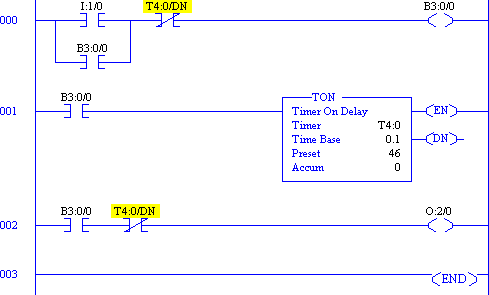 I:1/0 T4:0/DN B3:0/0
000
B3:0/0
B3:0/0 TON
001 Timer On Delay EN
Timer T4:0
Time Base 0.1 DN
Preset 46
Accum 0
B3:0/0 T4:0/DN O:2/0
002
003 END